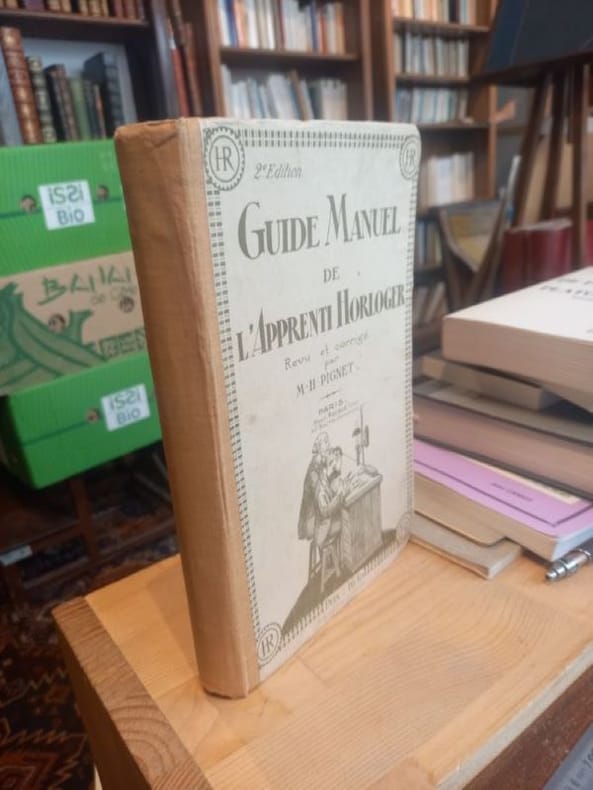 HR
HR
2e Edition
GUIDE MANUEL
DE
L'APPRENTI HORLOGER
Revu et corrigé
par
M·H·PIGNET
PARIS
HR
iSSi
BiO
BANA
iSSi
BiO